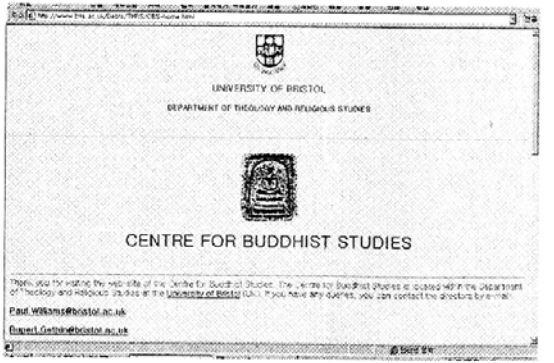 UNIVERSITY OF BRISTOL
DEPARTMENT OF THEOLOGY AND RELIGIOUS STUDIES
CENTRE FOR BUDDHIST STUDIES
Thank you for visiting the web-site of the Centre for Buddhist Studies. The Centre for Buddhist Studies is located within the Department
of Theology and Religious Studies at the University of Bristol (UK). If you have any queries, you can contact the directors by e-mail:
Paul.Williams@bristol.ac.uk
Rupert.Gethin@bristol.ac.uk